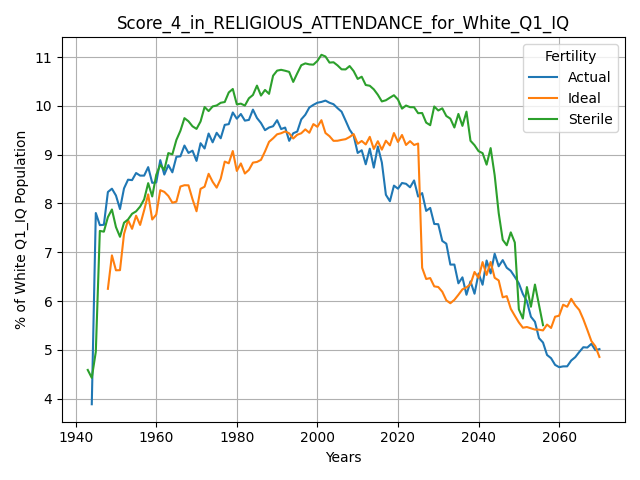 Score_4_in_RELIGIOUS_ATTENDANCE_for_White_Q1_IQ
Fertility
Actual
Ideal
Sterile
% of White Q1_IQ Population
11
10
9
8
7
6
5
4
1940
1960
1980
2000
2020
2040
2060
Years